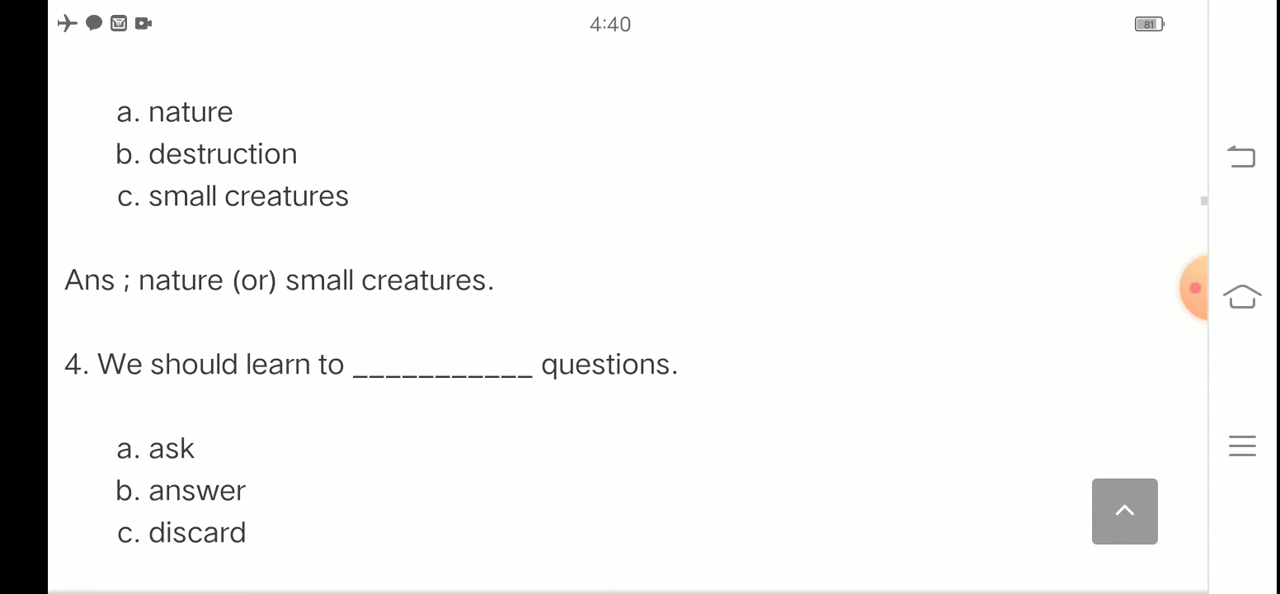 4:40
81
a. nature
b. destruction
c. small creatures
Ans ; nature (or) small creatures.
4. We should learn to ___________ questions.
a. ask
b. answer
c. discard